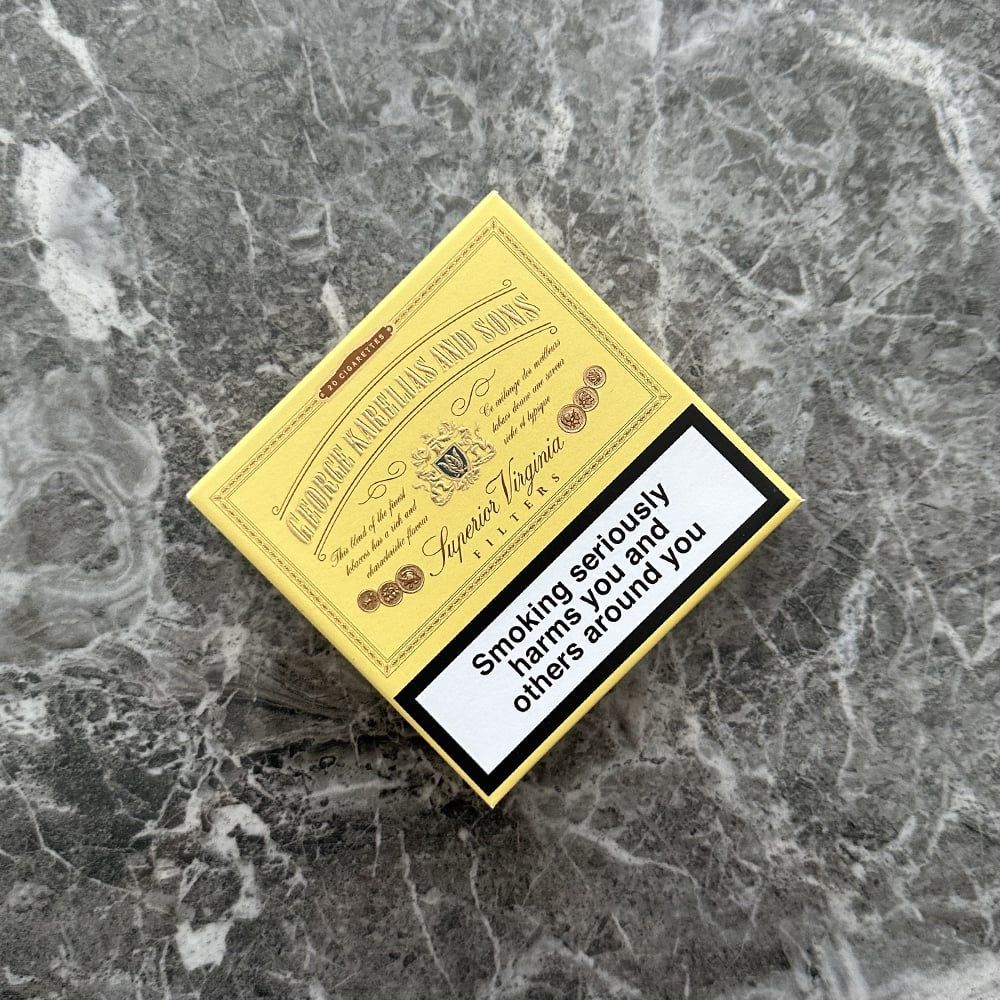 20 CIGARETTES
GEORGE KARELIAS AND SONS
This blend of the finest
tobaccos has a rich and
characteristic flavour
Ce mélange des meilleurs
tabacs donne une saveur
riche et typique
Superior Virginia
FILTERS
Smoking seriously
harms you and
others around you